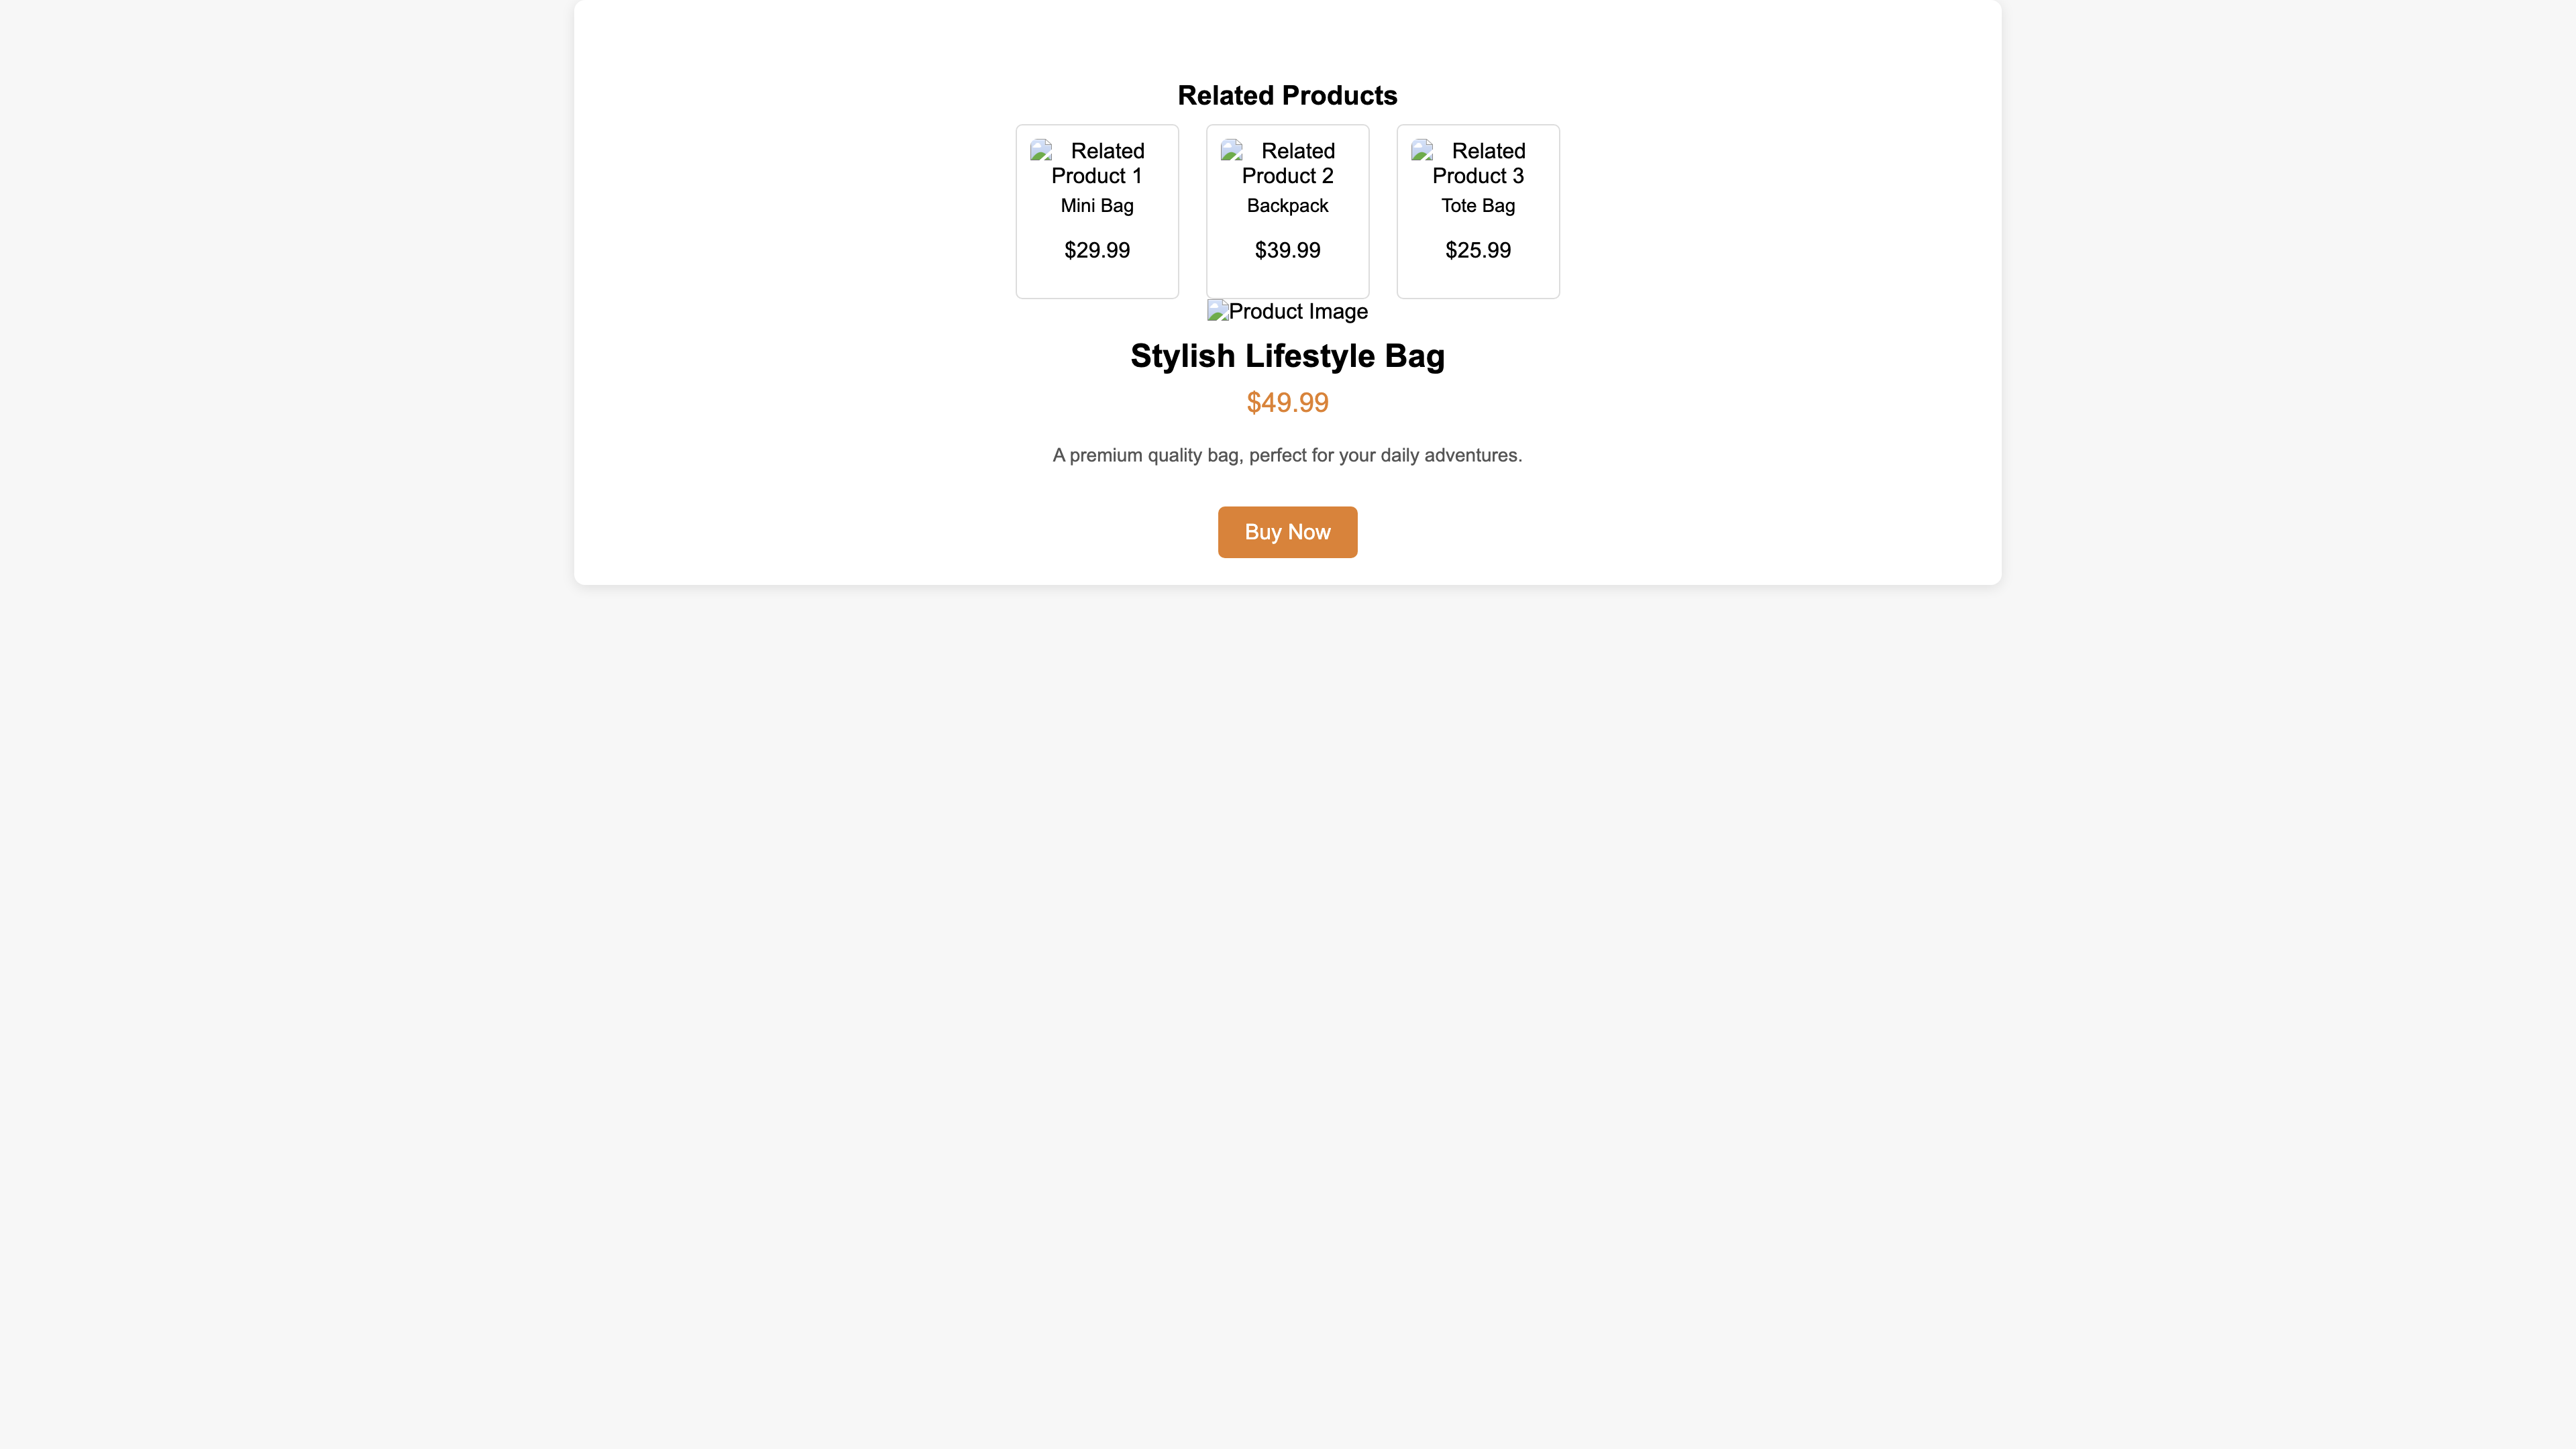 Related Products
Related
Product 1
Mini Bag
$29.99
Related
Product 2
Backpack
$39.99
Related
Product 3
Tote Bag
$25.99
Product Image
Stylish Lifestyle Bag
$49.99
A premium quality bag, perfect for your daily adventures.
Buy Now